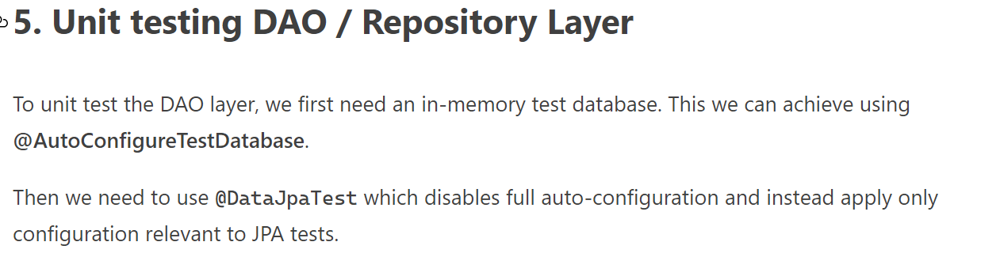 5. Unit testing DAO / Repository Layer
To unit test the DAO layer, we first need an in-memory test database. This we can achieve using
@AutoConfigureTestDatabase.
Then we need to use @DataJpaTest which disables full auto-configuration and instead apply only
configuration relevant to JPA tests.